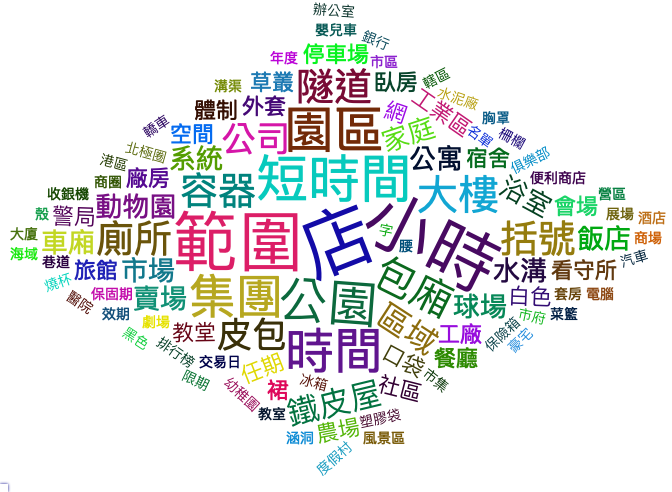 辦公室
嬰兒車
銀行
年度
停車場
市區
溝渠
草叢
隧道
臥房
轄區
水泥廠
轎車
體制
外套
園區
網
工業區
胸罩
名單
柵欄
空間
公司
家庭
北極圈
系統
短時間
公寓
宿舍
俱樂部
港區
商圈
廠房
容器
大樓
浴室
便利商店
收銀機
殼
警局
動物園
範圍
店
小時
會場
營區
展場
酒店
大廈
車廂
廁所
字
腰
括號
飯店
商場
海域
巷道
旅館
市場
包廂
水溝
看守所
汽車
燒杯
醫院
保固期
賣場
集團
公園
球場
白色
套房
電腦
效期
劇場
皮包
區域
市府
菜籃
黑色
排行榜
教堂
時間
工廠
保險箱
豪宅
交易日
任期
口袋
餐廳
限期
幼稚園
裙
冰箱
鐵皮屋
社區
市集
教室
涵洞
農場
塑膠袋
風景區
度假村